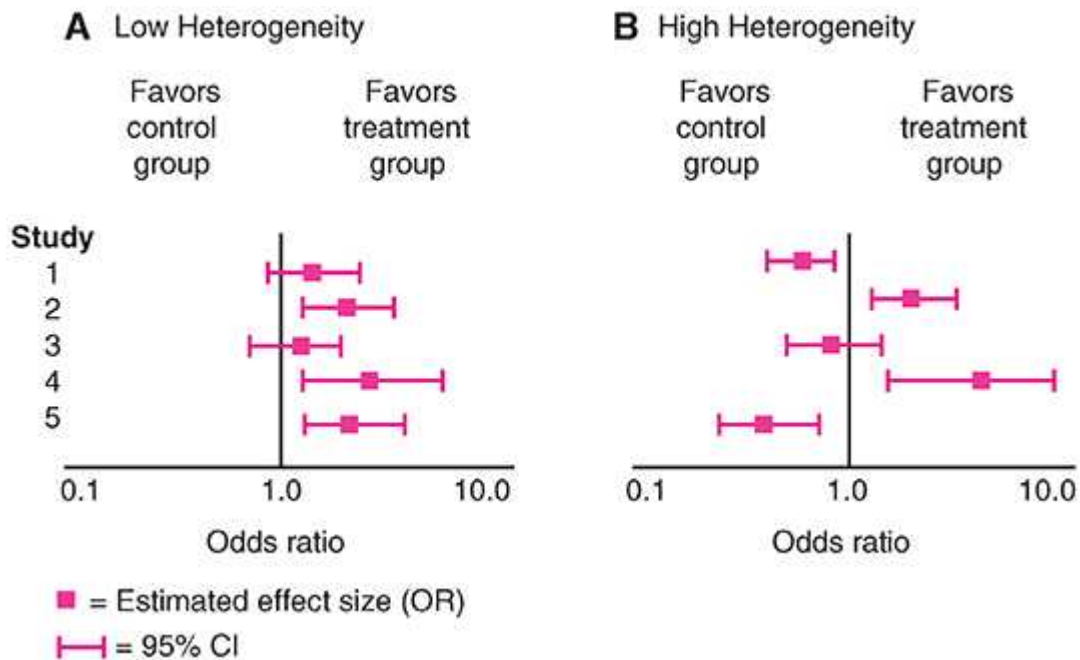 A Low Heterogeneity
B High Heterogeneity
Favors
control
group
Favors
treatment
group
Favors
control
group
Favors
treatment
group
Study
1
2
3
4
5
0.1 1.0 10.0
0.1 1.0 10.0
Odds ratio
Odds ratio
= Estimated effect size (OR)
= 95% CI